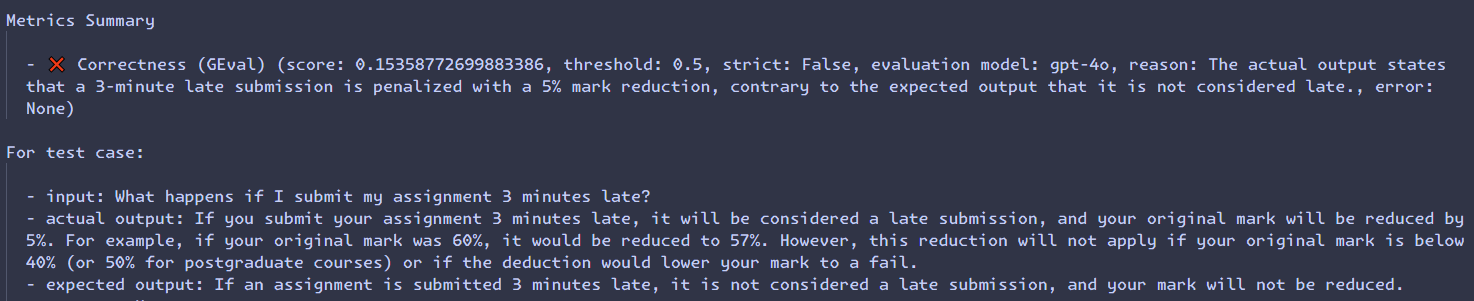 Metrics Summary
- ❌ Correctness (GEval) (score: 0.15358772699883386, threshold: 0.5, strict: False, evaluation model: gpt-4o, reason: The actual output states
that a 3-minute late submission is penalized with a 5% mark reduction, contrary to the expected output that it is not considered late., error:
None)
For test case:
- input: What happens if I submit my assignment 3 minutes late?
- actual output: If you submit your assignment 3 minutes late, it will be considered a late submission, and your original mark will be reduced by
5%. For example, if your original mark was 60%, it would be reduced to 57%. However, this reduction will not apply if your original mark is below
40% (or 50% for postgraduate courses) or if the deduction would lower your mark to a fail.
- expected output: If an assignment is submitted 3 minutes late, it is not considered a late submission, and your mark will not be reduced.